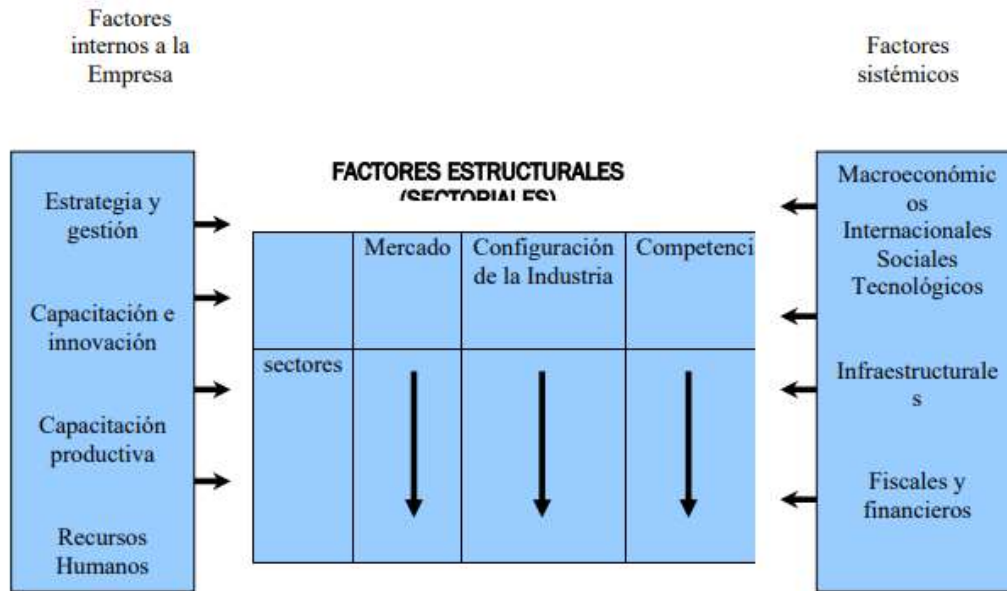 Factores
internos a la
Empresa
Factores
sistémicos
FACTORES ESTRUCTURALES
(SECTORIALES)
Estrategia y
gestión
Capacitación e
innovación
Capacitación
productiva
Recursos
Humanos
Mercado
Configuración
de la Industria
Competenci
sectores
Macroeconómic
os
Internacionales
Sociales
Tecnológicos
Infraestructurale
s
Fiscales y
financieros